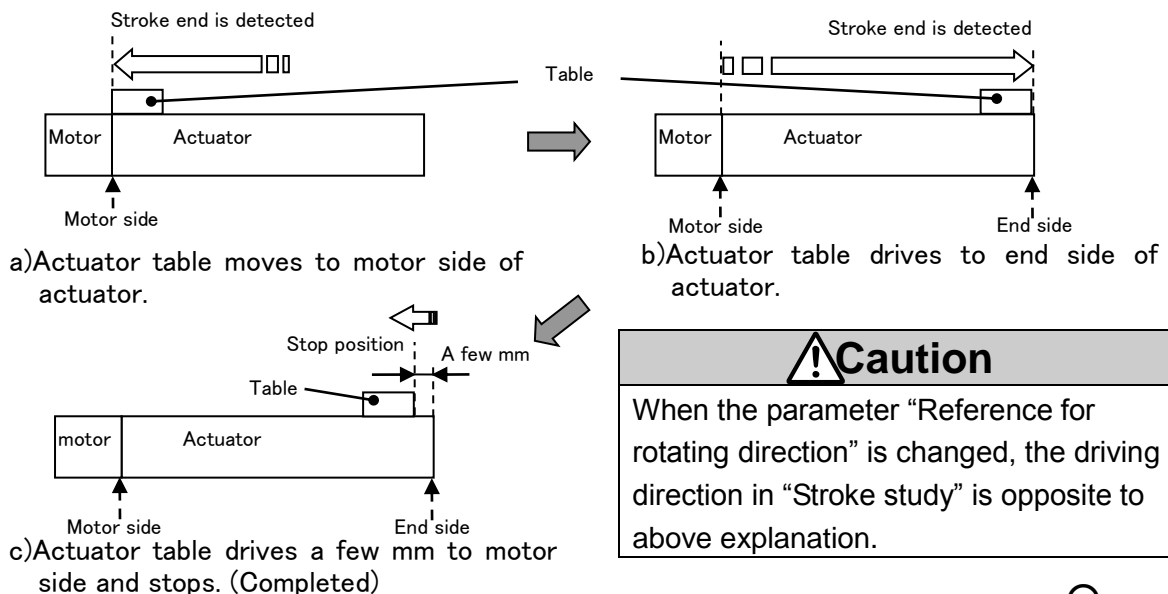 Stroke end is detected
Table
Motor
Actuator
Motor side
a)Actuator table moves to motor side of
actuator.
Stroke end is detected
Motor
Actuator
Motor side
End side
b)Actuator table drives to end side of
actuator.
Stop position
A few mm
Table
motor
Actuator
Motor side
End side
c)Actuator table drives a few mm to motor
side and stops. (Completed)
Caution
When the parameter “Reference for
rotating direction” is changed, the driving
direction in “Stroke study” is opposite to
above explanation.